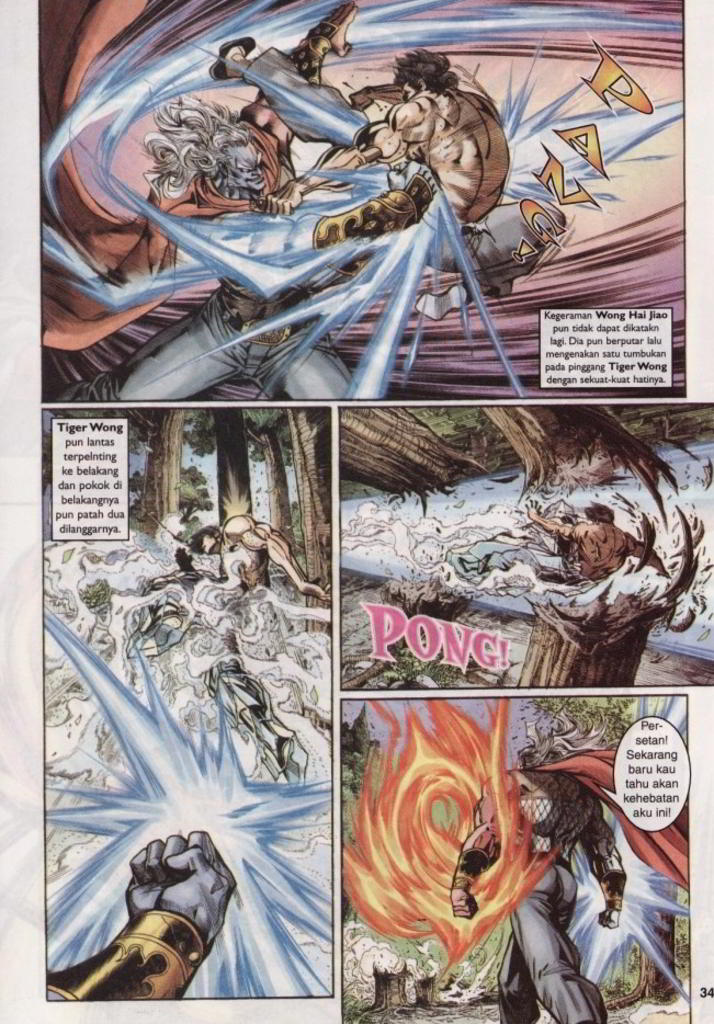 PANG!
Kegeraman Wong Hai Jiao
pun tidak dapat dikatakn
lagi. Dia pun berputar lalu
mengenakan satu tumbukan
pada pinggang Tiger Wong
dengan sekuat-kuat hatinya.
Tiger Wong
pun lantas
terpelnting
ke belakang
dan pokok di
belakangnya
pun patah dua
dilanggarnya.
PONG!
Per-
setan!
Sekarang
baru kau
tahu akan
kehebatan
aku ini!
34